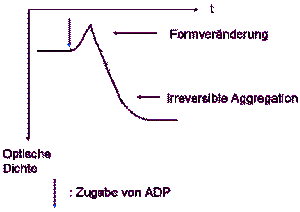 t
Formveränderung
Irreversible Aggregation
Optische
Dichte
: Zugabe von ADP